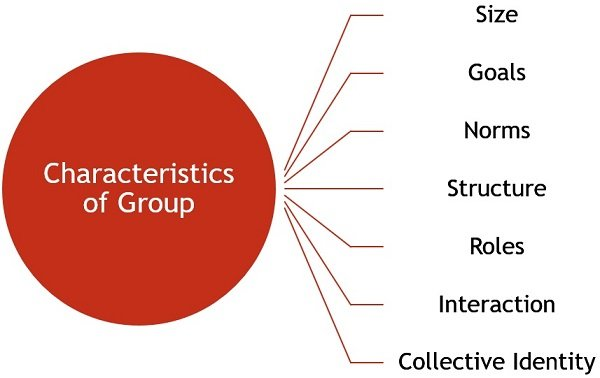 Characteristics
of Group
Size
Goals
Norms
Structure
Roles
Interaction
Collective Identity